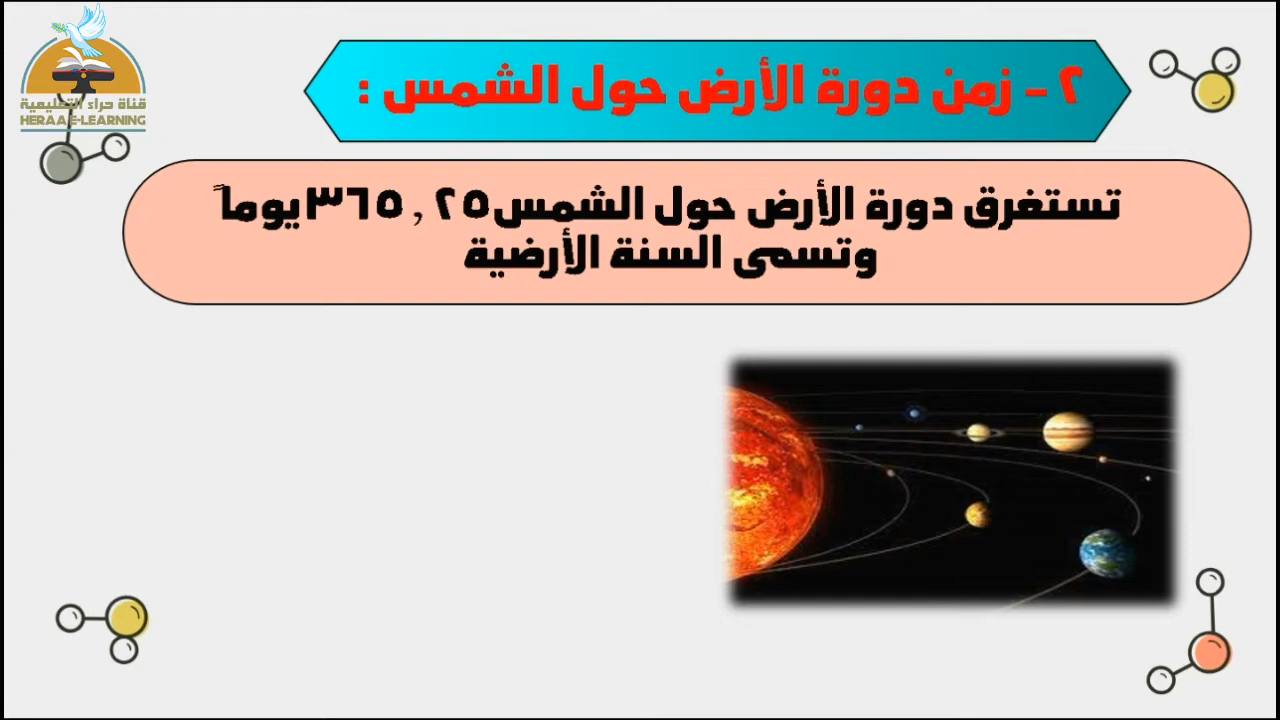 قناة حراء التعليمية
HERAA E-LEARNING
٢ - زمن دورة الأرض حول الشمس :
تستغرق دورة الأرض حول الشمس٢٥ , ٣٦٥يوماً
وتسمى السنة الأرضية